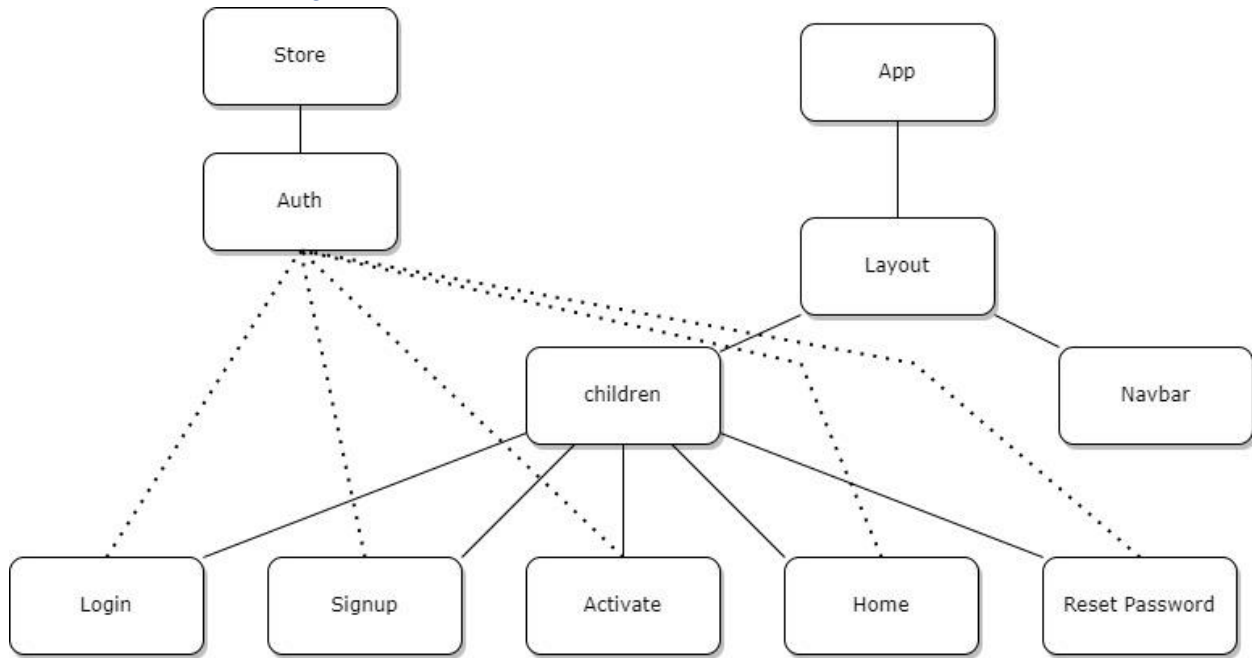 Store
App
Auth
Layout
children
Navbar
Login
Signup
Activate
Home
Reset Password